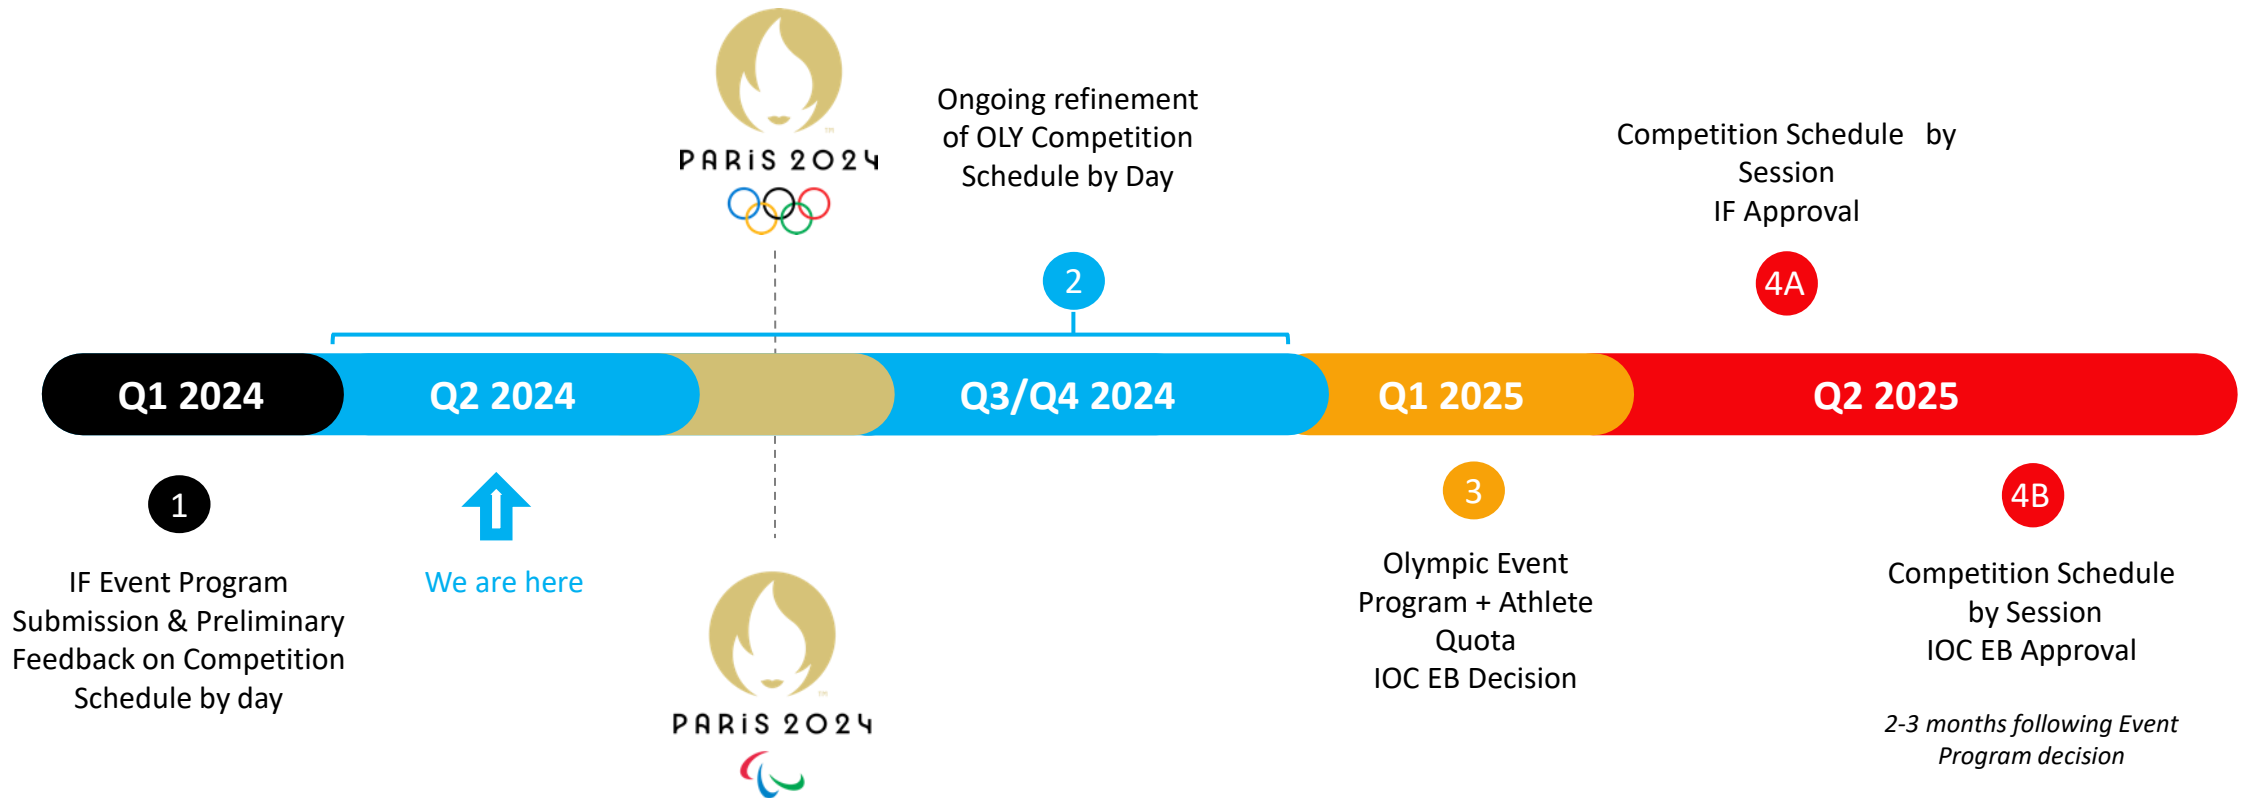 PARiS 2024
Ongoing refinement
of OLY Competition
Schedule by Day
Competition Schedule by
Session
IF Approval
2
4A
Q1 2024
Q2 2024
Q3/Q4 2024
Q1 2025
Q2 2025
1
IF Event Program
Submission & Preliminary
Feedback on Competition
Schedule by day
We are here
PARiS 2024
3
Olympic Event
Program + Athlete
Quota
IOC EB Decision
4B
Competition Schedule
by Session
IOC EB Approval
2-3 months following Event
Program decision